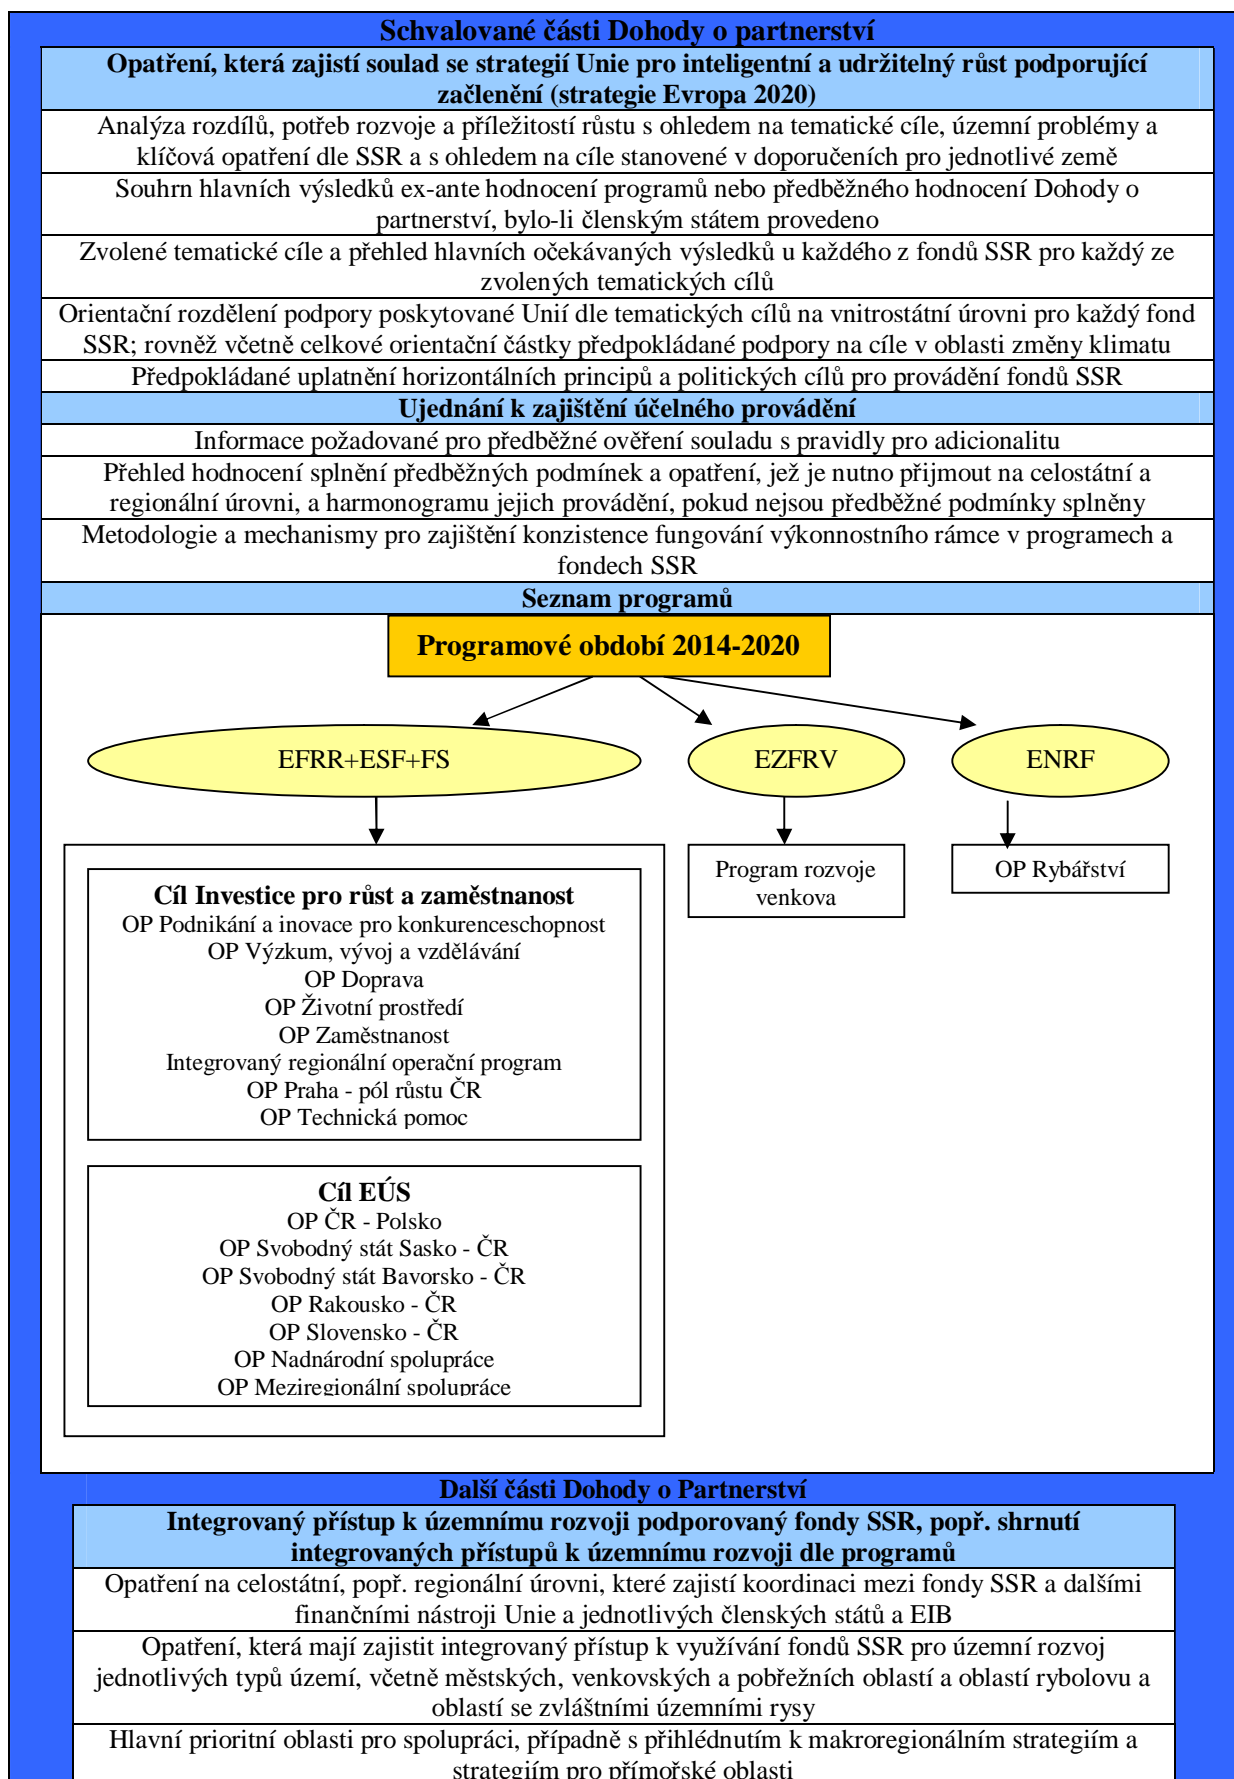 Schvalované části Dohody o partnerství
Opatření, která zajistí soulad se strategií Unie pro inteligentní a udržitelný růst podporující
začlenění (strategie Evropa 2020)
Analýza rozdílů, potřeb rozvoje a příležitostí růstu s ohledem na tematické cíle, územní problémy a
klíčová opatření dle SSR a s ohledem na cíle stanovené v doporučeních pro jednotlivé země
Souhrn hlavních výsledků ex-ante hodnocení programů nebo předběžného hodnocení Dohody o
partnerství, bylo-li členským státem provedeno
Zvolené tematické cíle a přehled hlavních očekávaných výsledků u každého z fondů SSR pro každý ze
zvolených tematických cílů
Orientační rozdělení podpory poskytované Unií dle tematických cílů na vnitrostátní úrovni pro každý fond
SSR; rovněž včetně celkové orientační částky předpokládané podpory na cíle v oblasti změny klimatu
Předpokládané uplatnění horizontálních principů a politických cílů pro provádění fondů SSR
Ujednání k zajištění účelného provádění
Informace požadované pro předběžné ověření souladu s pravidly pro adicionalitu
Přehled hodnocení splnění předběžných podmínek a opatření, jež je nutno přijmout na celostátní a
regionální úrovni, a harmonogramu jejich provádění, pokud nejsou předběžné podmínky splněny
Metodologie a mechanismy pro zajištění konzistence fungování výkonnostního rámce v programech a
fondech SSR
Seznam programů
Programové období 2014-2020
EFRR+ESF+FS
EZFRV
ENRF
Cíl Investice pro růst a zaměstnanost
OP Podnikání a inovace pro konkurenceschopnost
OP Výzkum, vývoj a vzdělávání
OP Doprava
OP Životní prostředí
OP Zaměstnanost
Integrovaný regionální operační program
OP Praha - pól růstu ČR
OP Technická pomoc
Program rozvoje
venkova
OP Rybářství
Cíl EÚS
OP ČR - Polsko
OP Svobodný stát Sasko - ČR
OP Svobodný stát Bavorsko - ČR
OP Rakousko - ČR
OP Slovensko - ČR
OP Nadnárodní spolupráce
OP Meziregionální spolupráce
Další části Dohody o Partnerství
Integrovaný přístup k územnímu rozvoji podporovaný fondy SSR, popř. shrnutí
integrovaných přístupů k územnímu rozvoji dle programů
Opatření na celostátní, popř. regionální úrovni, které zajistí koordinaci mezi fondy SSR a dalšími
finančními nástroji Unie a jednotlivých členských států a EIB
Opatření, která mají zajistit integrovaný přístup k využívání fondů SSR pro územní rozvoj
jednotlivých typů území, včetně městských, venkovských a pobřežních oblastí a oblastí rybolovu a
oblastí se zvláštními územními rysy
Hlavní prioritní oblasti pro spolupráci, případně s přihlédnutím k makroregionálním strategiím a
strategiím pro přímořské oblasti